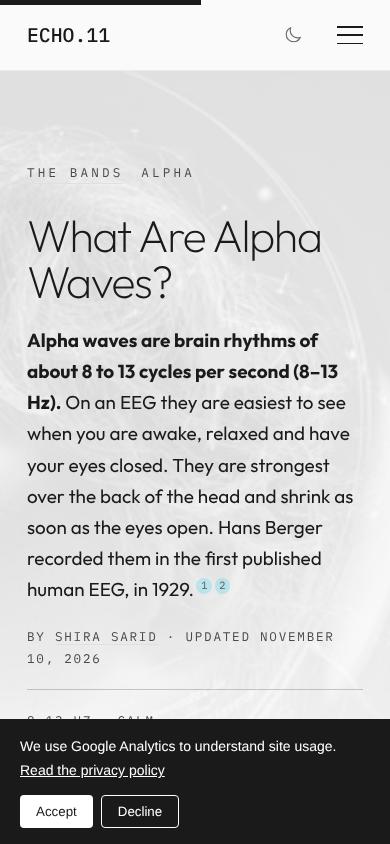 ECHO.11
THE BANDS ALPHA
What Are Alpha
Waves?
Alpha waves are brain rhythms of
about 8 to 13 cycles per second (8–13
Hz). On an EEG they are easiest to see
when you are awake, relaxed and have
your eyes closed. They are strongest
over the back of the head and shrink as
soon as the eyes open. Hans Berger
recorded them in the first published
human EEG, in 1929. 1 2
BY SHIRA SARID · UPDATED NOVEMBER
10, 2026
We use Google Analytics to understand site usage.
Read the privacy policy
Accept Decline